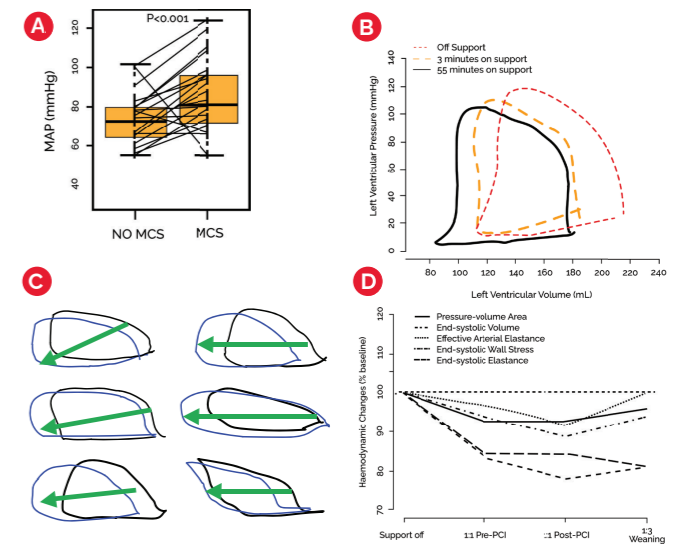 A
P<0.001
MAP (mmHg)
120
100
80
60
40
NO MCS
MCS
B
Off Support
3 minutes on support
55 minutes on support
Left Ventricular Pressure (mmHg)
140
120
100
80
60
40
20
0
80 100 120 140 160 180 200 220 240
Left Ventricular Volume (mL)
C
D
Pressure-volume Area
End-systolic Volume
Effective Arterial Elastance
End-systolic Wall Stress
End-systolic Elastance
Haemodynamic Changes (% baseline)
120
110
100
90
80
70
Support off
1:1 Pre-PCI
:1 Post-PCI
1:3
Weaning